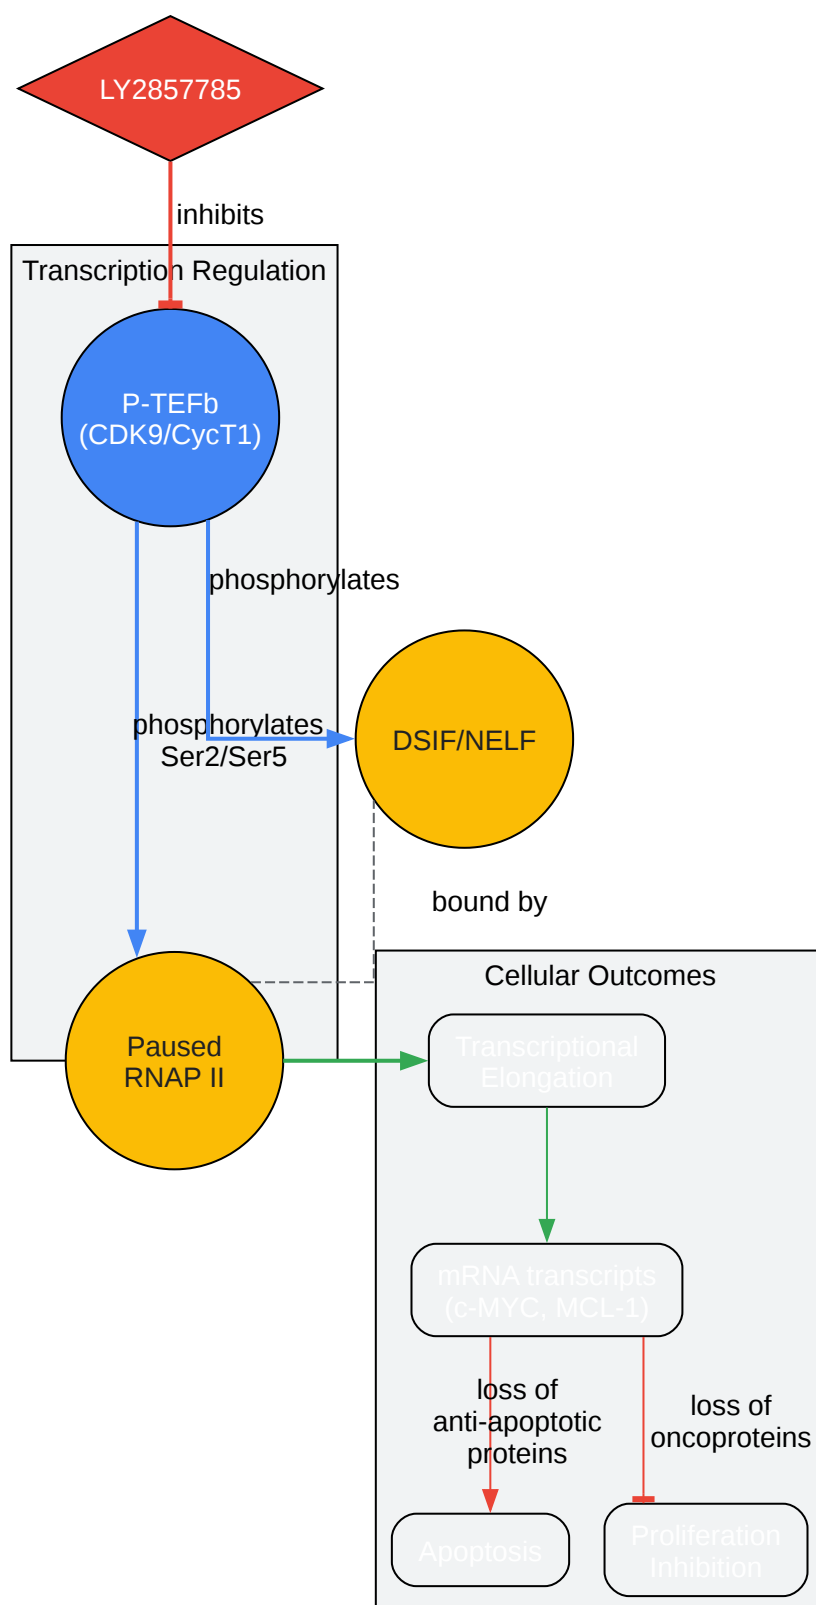 LY2857785
inhibits
Transcription Regulation
P-TEFb
(CDK9/CycT1)
phosphorylates
phosphorylates
Ser2/Ser5
DSIF/NELF
bound by
Cellular Outcomes
Paused
RNAP II
Transcriptional
Elongation
mRNA transcripts
(c-MYC, MCL-1)
loss of
anti-apoptotic
proteins
loss of
oncoproteins
Apoptosis
Proliferation
Inhibition